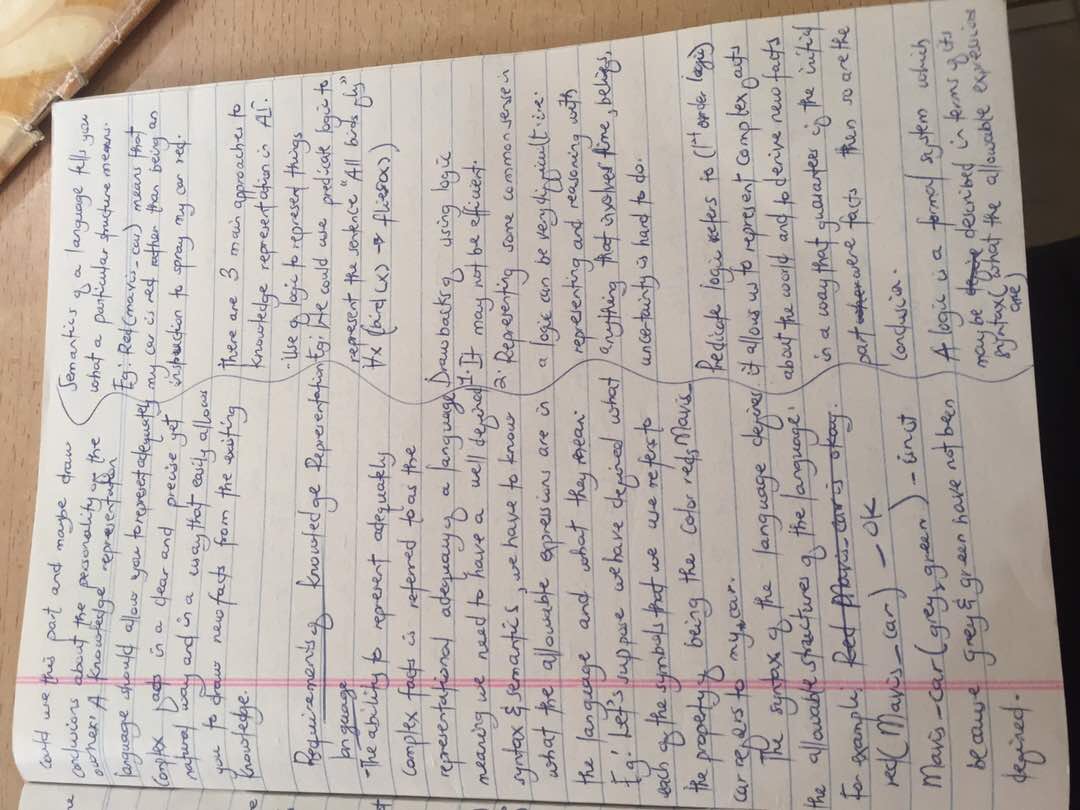 could use this part and maybe draw
conclusions about the personality of the
owner. A knowledge representation
language should allow you to represent adequately
complex facts in a clear and precise yet
natural way and in a way that easily allows
you to draw new facts from the existing
knowledge.
Requirements of knowledge Representation
language
- The ability to represent adequately
complex facts is referred to as the
representational adequacy of a language
meaning we need to have a well defined
syntax & semantics, we have to know
what the allowable expressions are in
the language and what they mean
Eg: Let's suppose we have defined what
each of the symbols that we use refers to
the property of being the color red & Mavis_
car refers to my car.
The syntax of the language defines
the allowable structures of the language:
for example:
red(Mavis_car) - OK
Mavis_car(grey & green) - isn't
because grey & green have not been
defined.
Semantics of a language tells you
what a particular structure means.
Eg: Red(mavis_car) means that
my car is red rather than being an
instruction to spray my car red.
There are 3 main approaches to
knowledge representation in AI.
. Use of logic to represent things
Eg: We could use predicate logic to
represent the sentence "All birds fly"
∀x (bird(x) → flies(x))
Drawbacks of using logic
1. It may not be efficient.
2. Representing some common sense in
a logic can be very difficult i.e:
representing and reasoning with
anything that involves time, beliefs,
uncertainty is hard to do.
Predicate logic refers to (1st order logic)
it allows us to represent complex facts
about the world and to derive new facts
in a way that guarantees if the initial
part were facts then so are the
conclusion.
A logic is a formal system which
may be described in terms of its
syntax (what the allowable expression
are)